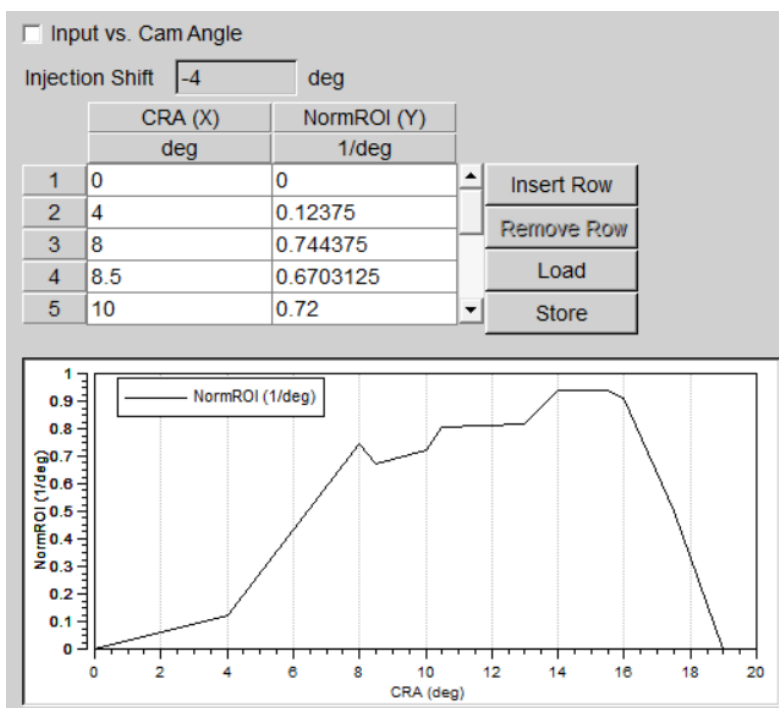 Input vs. Cam Angle
Injection Shift -4 deg
CRA (X) NormROI (Y)
deg 1/deg
1 0 0
2 4 0.12375
3 8 0.744375
4 8.5 0.6703125
5 10 0.72
Insert Row
Remove Row
Load
Store
NormROI (1/deg)
1
0.9
0.8
0.7
0.6
0.5
0.4
0.3
0.2
0.1
0
NormROI (1/deg)
0 2 4 6 8 10 12 14 16 18 20
CRA (deg)